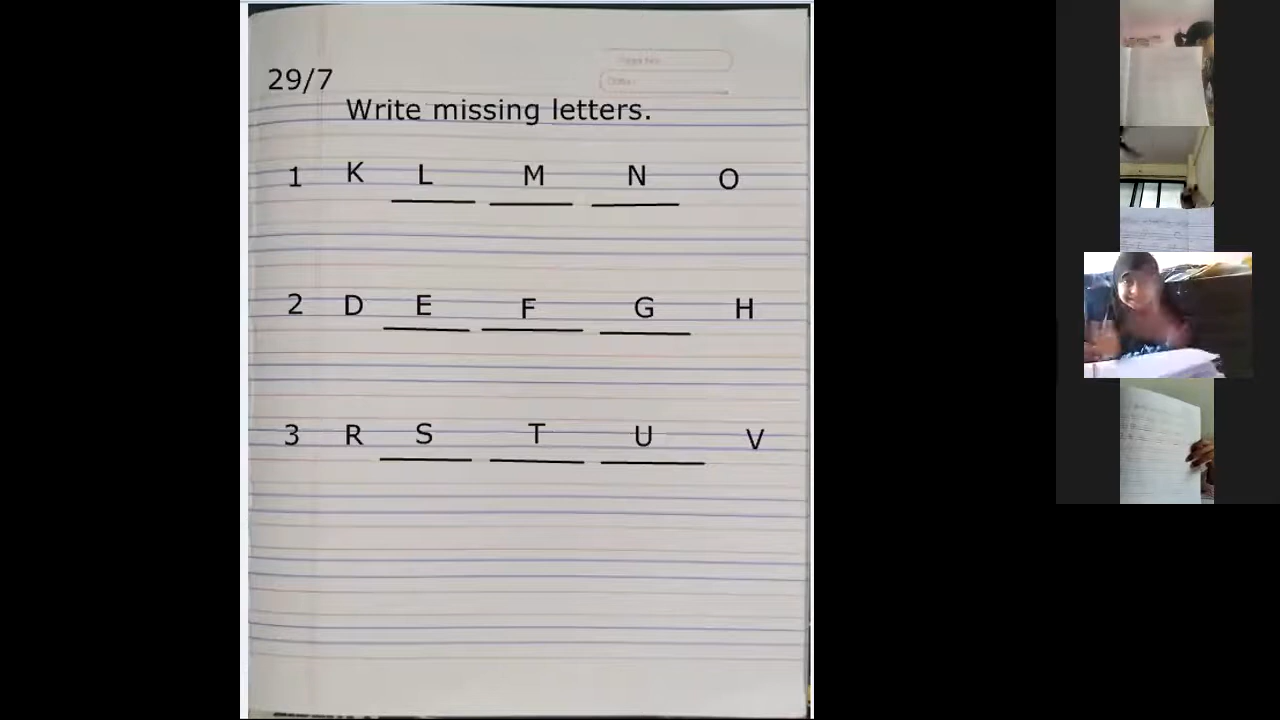 29/7
Write missing letters.
1 K L M N O
2 D E F G H
3 R S T U V